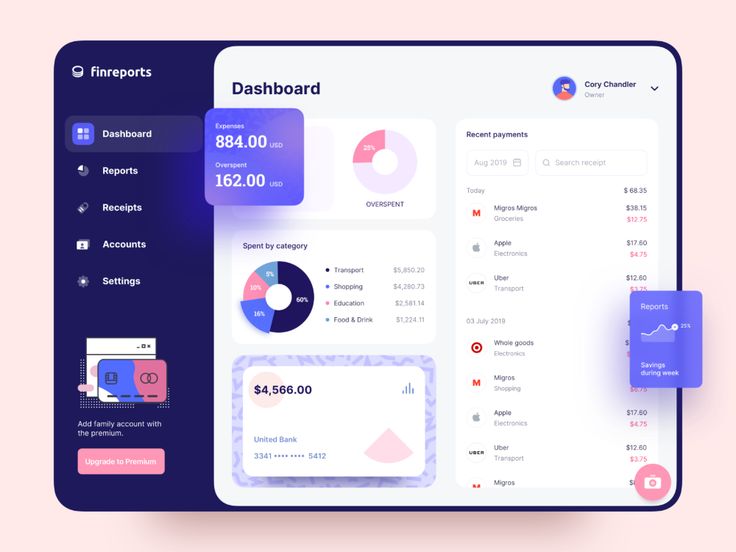 finreports
Dashboard
Reports
Receipts
Accounts
Settings
Add family account with
the premium.
Upgrade to Premium
Dashboard
Cory Chandler
Owner
Expenses
884.00 USD
Overspent
162.00 USD
25%
OVERSPENT
Spent by category
5%
10%
16%
60%
Transport $5,850.20
Shopping $4,280.73
Education $2,581.14
Food & Drink $1,224.11
$4,566.00
United Bank
3341 •••• •••• 5412
Recent payments
Aug 2019
Search receipt
Today $ 68.35
Migros Migros $38.15
Groceries $12.75
Apple $17.60
Electronics $4.75
UBER
Uber $12.60
Transport $3.75
03 July 2019
Whole goods
Electronics
Migros
Shopping $6.75
Apple $17.60
Electronics $4.75
UBER
Uber $12.60
Transport $3.75
Migros
Reports
25%
Savings
during week